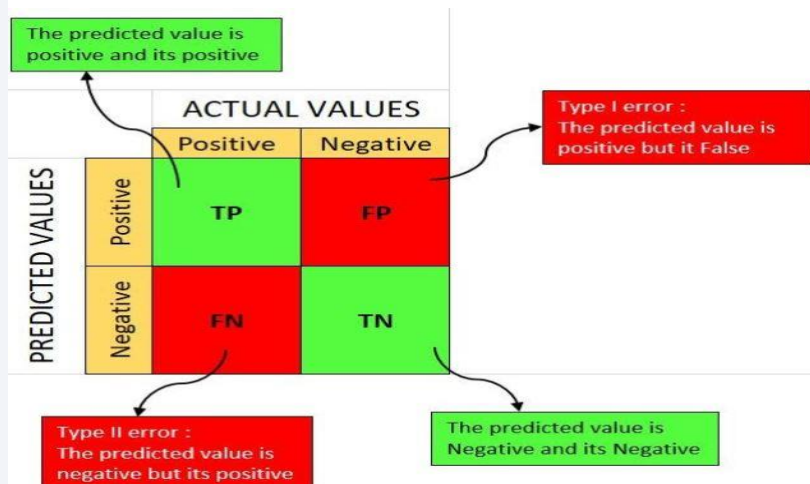 The predicted value is
positive and its positive
ACTUAL VALUES
Positive Negative
Type I error :
The predicted value is
positive but it False
PREDICTED VALUES
Positive
TP FP
Negative
FN TN
Type II error :
The predicted value is
negative but its positive
The predicted value is
Negative and its Negative